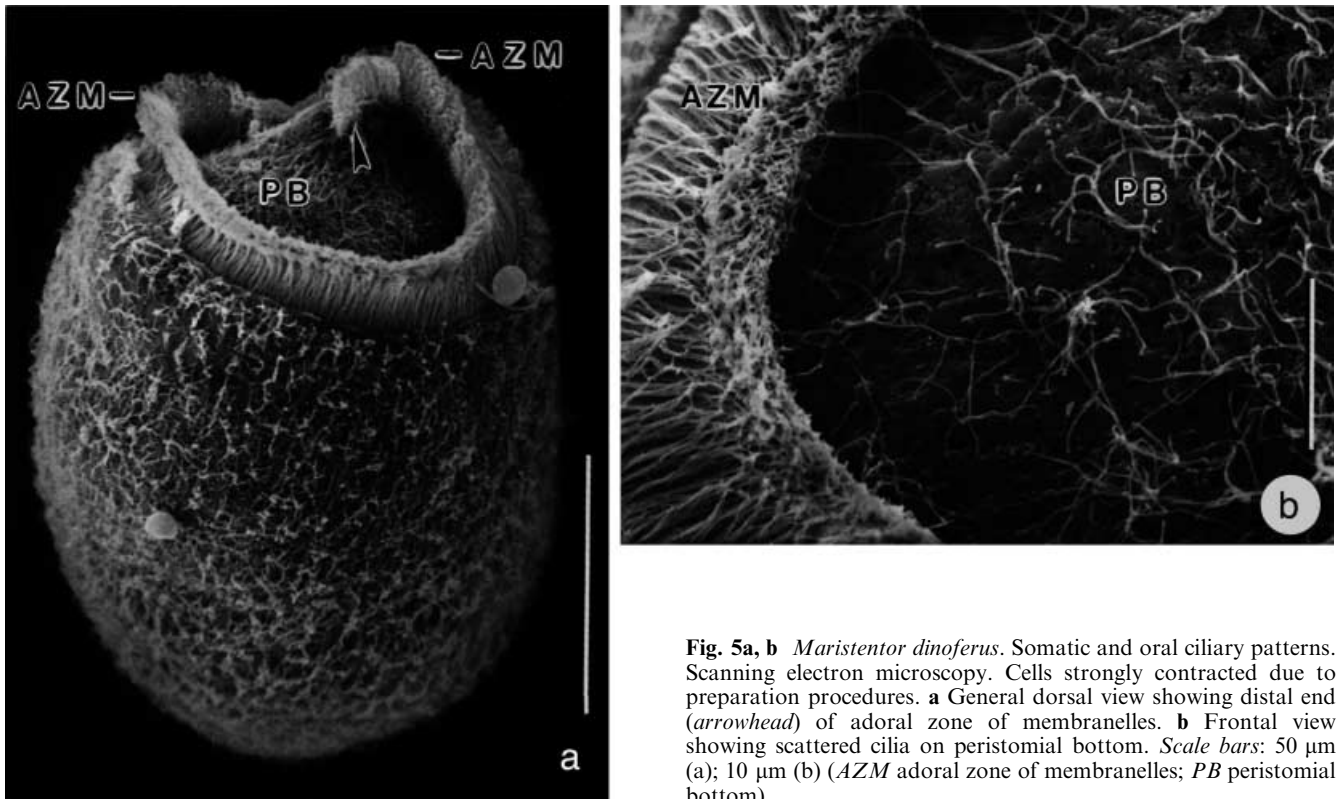 AZM
AZM
PB
a
AZM
PB
b
Fig. 5a, b Maristentor dinoferus. Somatic and oral ciliary patterns.
Scanning electron microscopy. Cells strongly contracted due to
preparation procedures. a General dorsal view showing distal end
(arrowhead) of adoral zone of membranelles. b Frontal view
showing scattered cilia on peristomial bottom. Scale bars: 50 µm
(a); 10 µm (b) (AZM adoral zone of membranelles; PB peristomial
bottom)